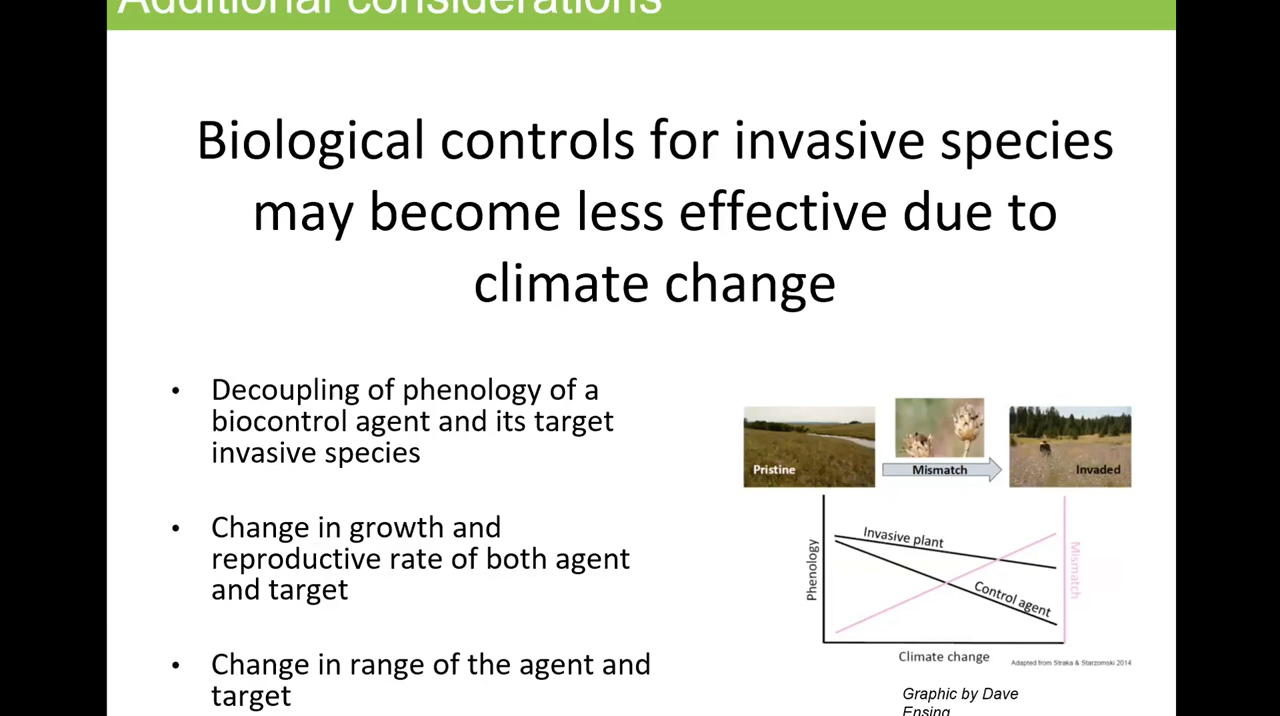 Additional considerations
Biological controls for invasive species
may become less effective due to
climate change
• Decoupling of phenology of a
biocontrol agent and its target
invasive species
• Change in growth and
reproductive rate of both agent
and target
• Change in range of the agent and
target
Pristine
Mismatch
Invaded
Invasive plant
Control agent
Phenology
Mismatch
Climate change
Adapted from Straka & Starzomski 2014
Graphic by Dave
Ensing